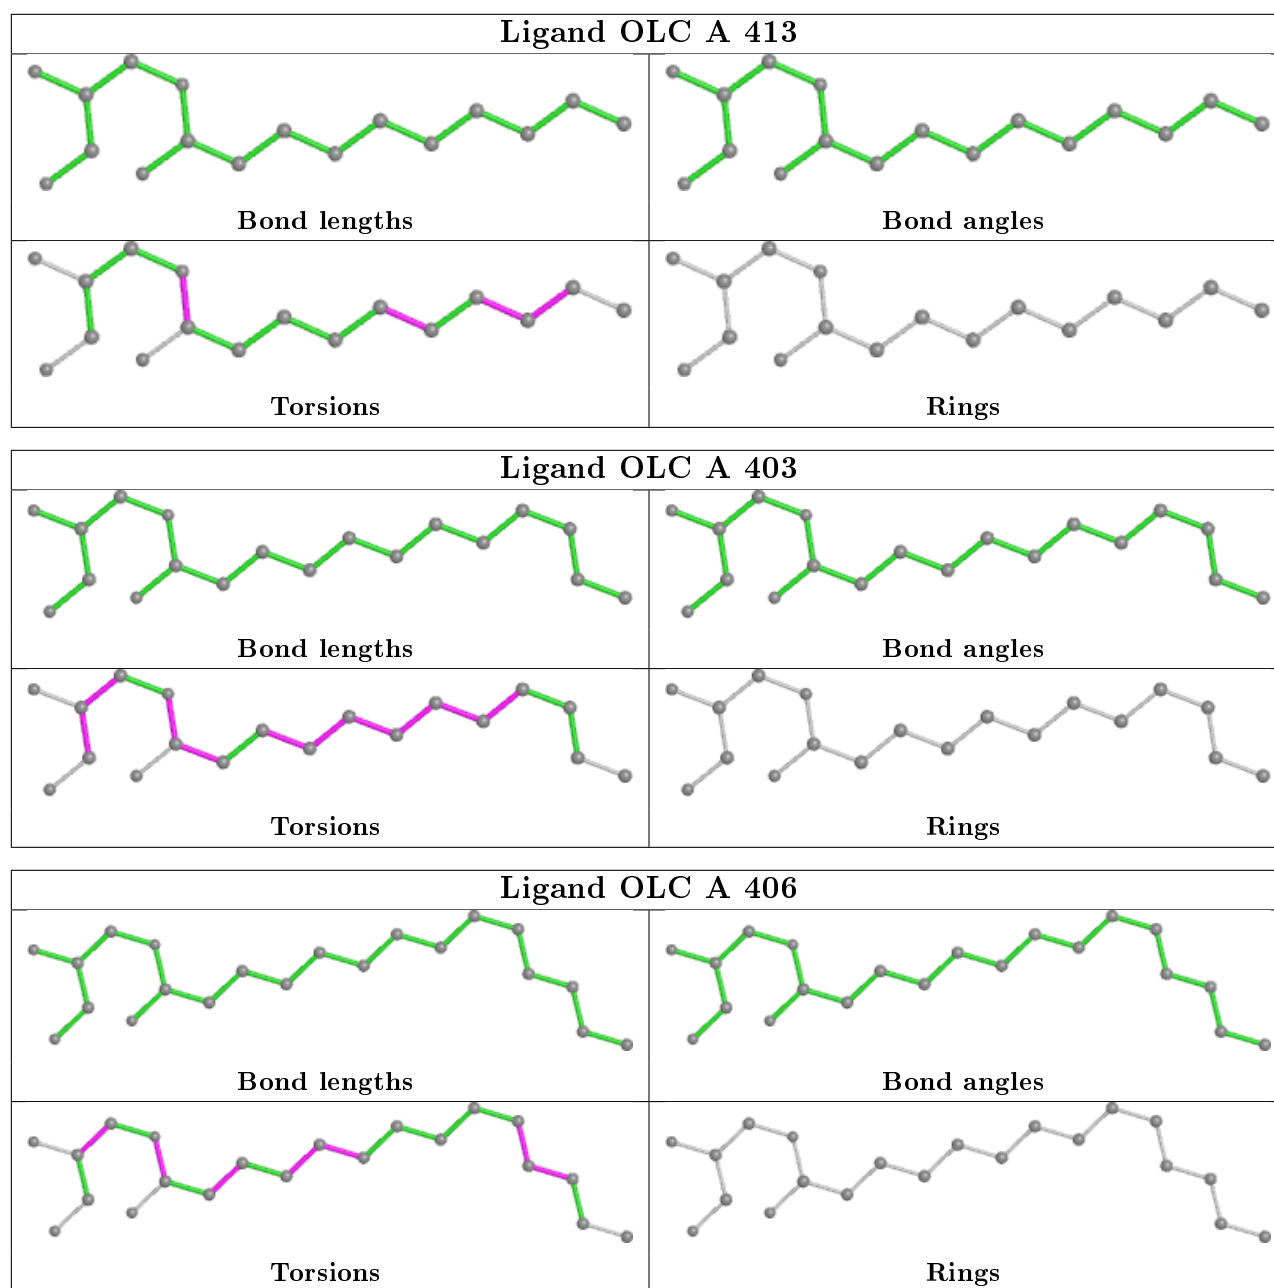 Ligand OLC A 413
Bond lengths
Bond angles
Torsions
Rings
Ligand OLC A 403
Bond lengths
Bond angles
Torsions
Rings
Ligand OLC A 406
Bond lengths
Bond angles
Torsions
Rings